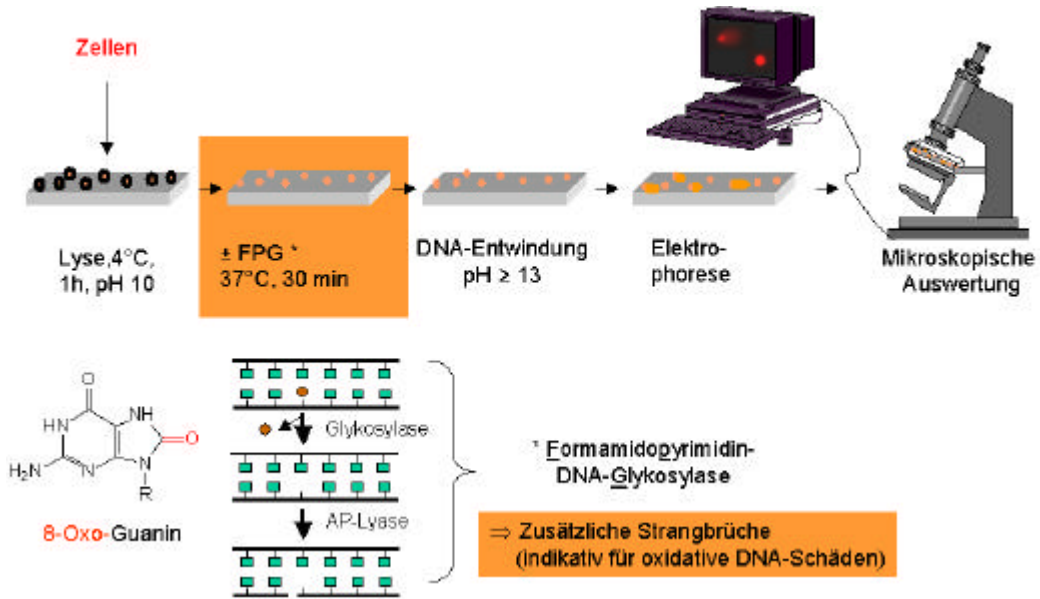 Zellen
Lyse,4°C,
1h, pH 10
± FPG *
37°C, 30 min
DNA-Entwindung
pH ≥ 13
Elektro-
phorese
Mikroskopische
Auswertung
O
HN
NH
O
H₂N
N
N
R
8-Oxo-Guanin
Glykosylase
AP-Lyase
* Formamidopyrimidin-
DNA-Glykosylase
⇒ Zusätzliche Strangbrüche
(indikativ für oxidative DNA-Schäden)